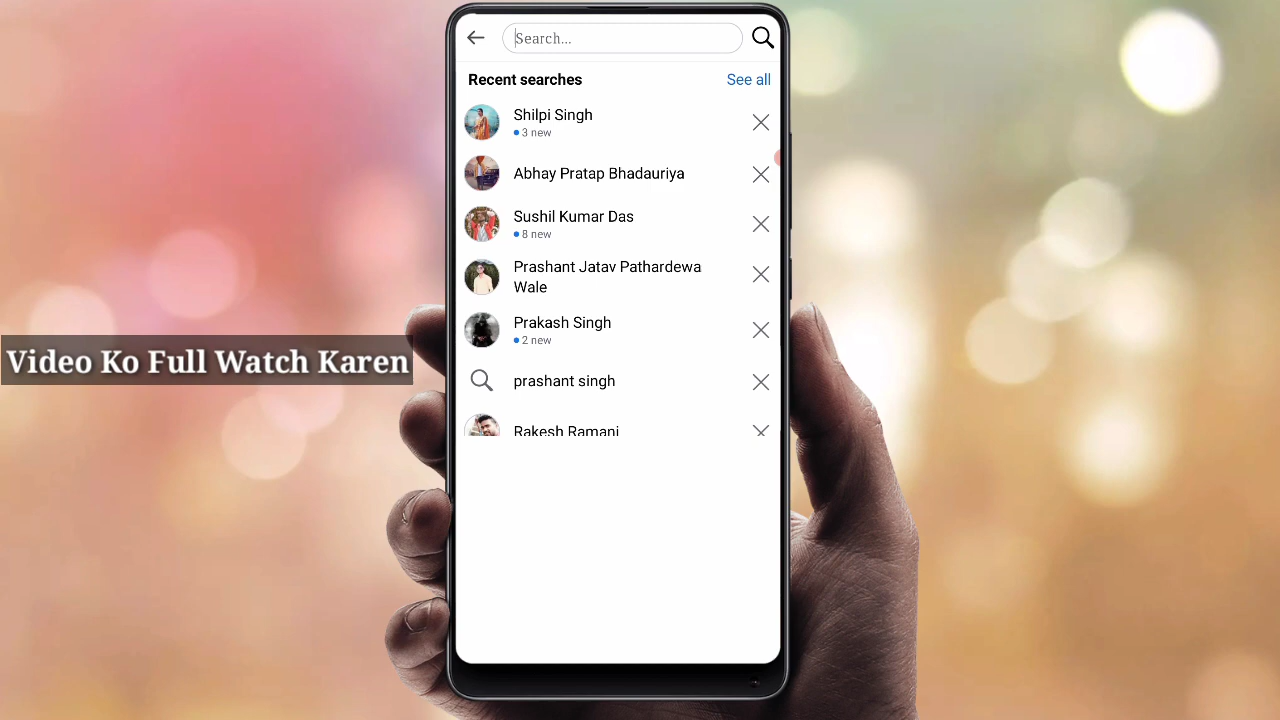 Search...
Recent searches
See all
Shilpi Singh
3 new
Abhay Pratap Bhadauriya
Sushil Kumar Das
8 new
Prashant Jatav Pathardewa
Wale
Prakash Singh
2 new
prashant singh
Rakesh Ramani
Video Ko Full Watch Karen